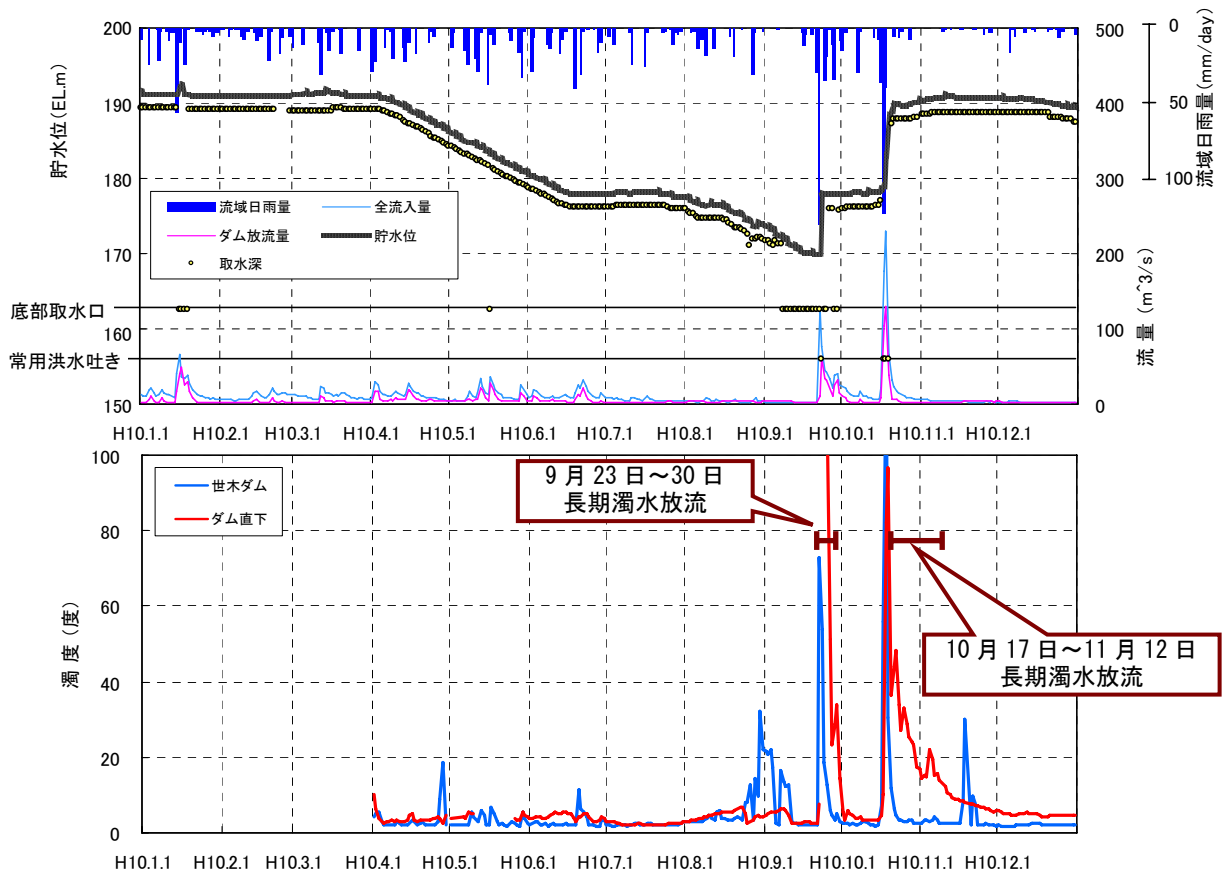 200
190
180
170
160
150
貯水位(EL.m)
底部取水口
常用洪水吐き
500
400
300
200
100
0
流量 (m^3/s)
0
50
100
流域日雨量(mm/day)
流域日雨量
全流入量
ダム放流量
貯水位
取水深
H10.1.1 H10.2.1 H10.3.1 H10.4.1 H10.5.1 H10.6.1 H10.7.1 H10.8.1 H10.9.1 H10.10.1 H10.11.1 H10.12.1
100
80
60
40
20
0
濁度(度)
世木ダム
ダム直下
9月23日～30日
長期濁水放流
10月17日～11月12日
長期濁水放流
H10.1.1 H10.2.1 H10.3.1 H10.4.1 H10.5.1 H10.6.1 H10.7.1 H10.8.1 H10.9.1 H10.10.1 H10.11.1 H10.12.1